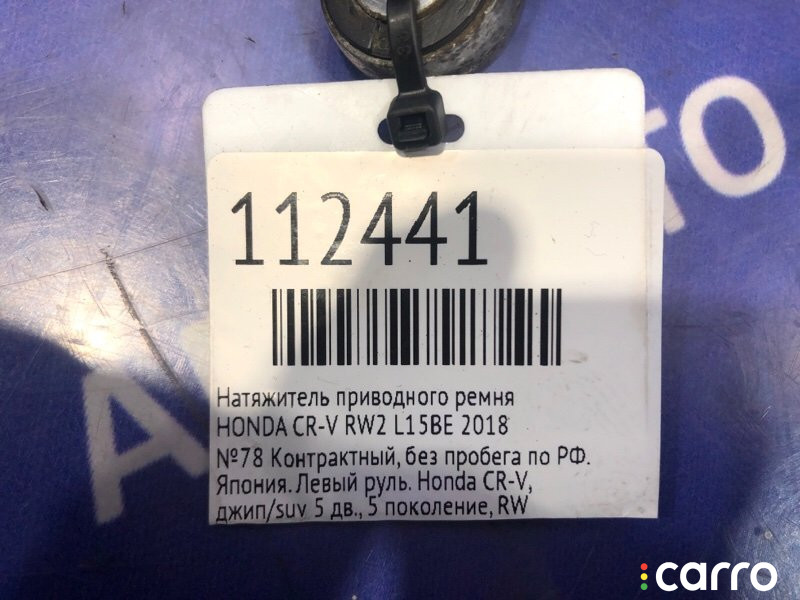 112441
Натяжитель приводного ремня
HONDA CR-V RW2 L15BE 2018
№78 Контрактный, без пробега по РФ.
Япония. Левый руль. Honda CR-V,
джип/suv 5 дв., 5 поколение, RW
carro